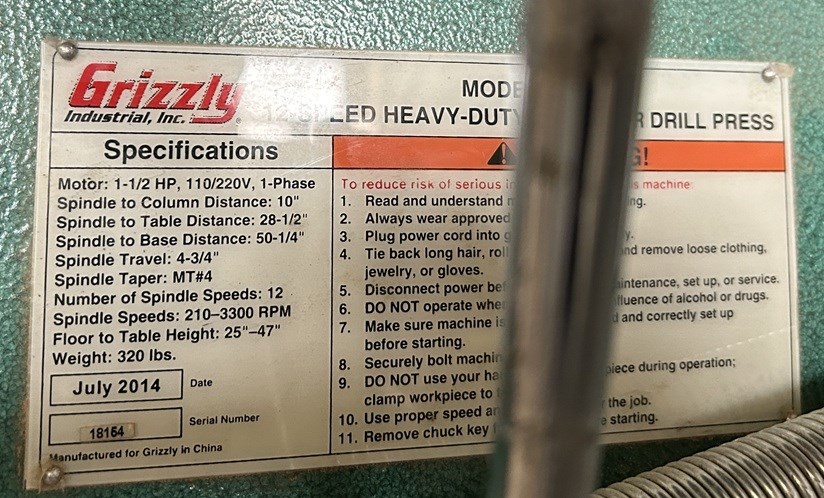 Grizzly
Industrial, Inc.
MODE
12 SPEED HEAVY-DUTY R DRILL PRESS
Specifications
G!
Motor: 1-1/2 HP, 110/220V, 1-Phase
Spindle to Column Distance: 10"
Spindle to Table Distance: 28-1/2"
Spindle to Base Distance: 50-1/4"
Spindle Travel: 4-3/4"
Spindle Taper: MT#4
Number of Spindle Speeds: 12
Spindle Speeds: 210–3300 RPM
Floor to Table Height: 25"–47"
Weight: 320 lbs.
July 2014 Date
18154 Serial Number
Manufactured for Grizzly in China
To reduce risk of serious in s machine:
1. Read and understand ng.
2. Always wear approved
3. Plug power cord into g y.
4. Tie back long hair, roll and remove loose clothing,
jewelry, or gloves.
5. Disconnect power bef aintenance, set up, or service.
6. DO NOT operate whe fluence of alcohol or drugs.
7. Make sure machine is d and correctly set up
before starting.
8. Securely bolt machin
9. DO NOT use your ha piece during operation;
clamp workpiece to t
10. Use proper speed an r the job.
11. Remove chuck key e starting.